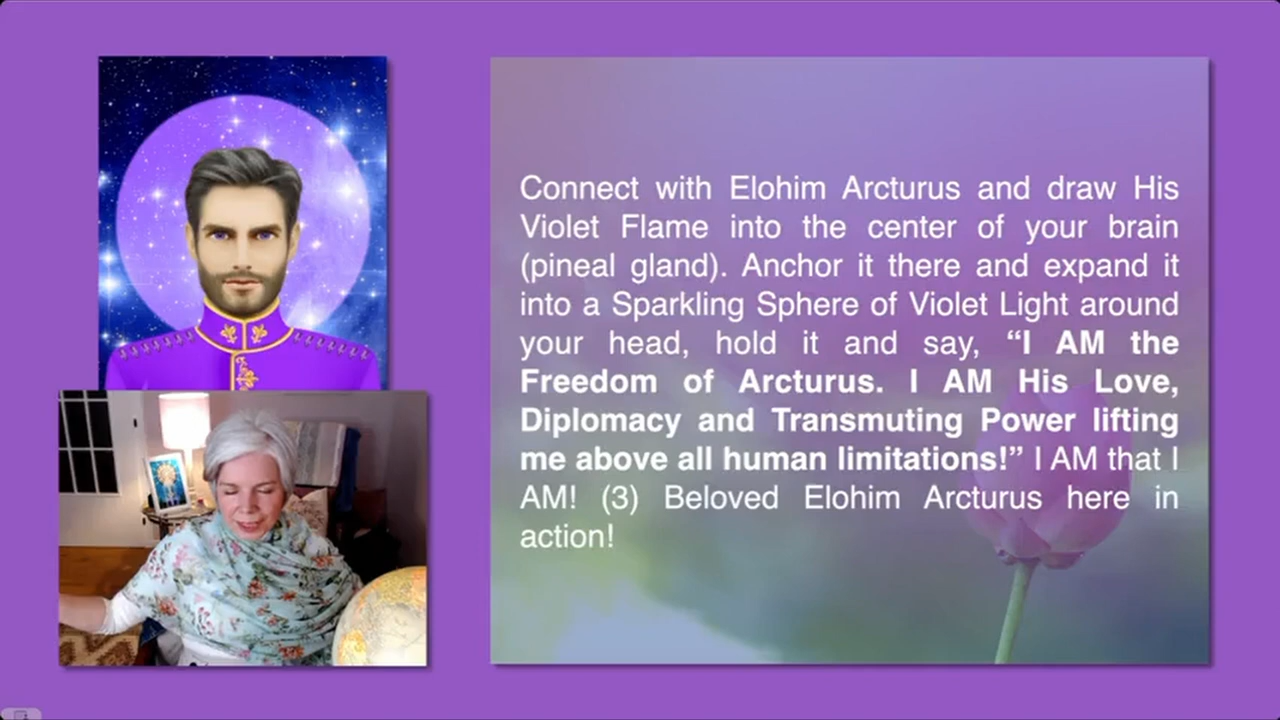 Connect with Elohim Arcturus and draw His
Violet Flame into the center of your brain
(pineal gland). Anchor it there and expand it
into a Sparkling Sphere of Violet Light around
your head, hold it and say, “I AM the
Freedom of Arcturus. I AM His Love,
Diplomacy and Transmuting Power lifting
me above all human limitations!” I AM that I
AM! (3) Beloved Elohim Arcturus here in
action!